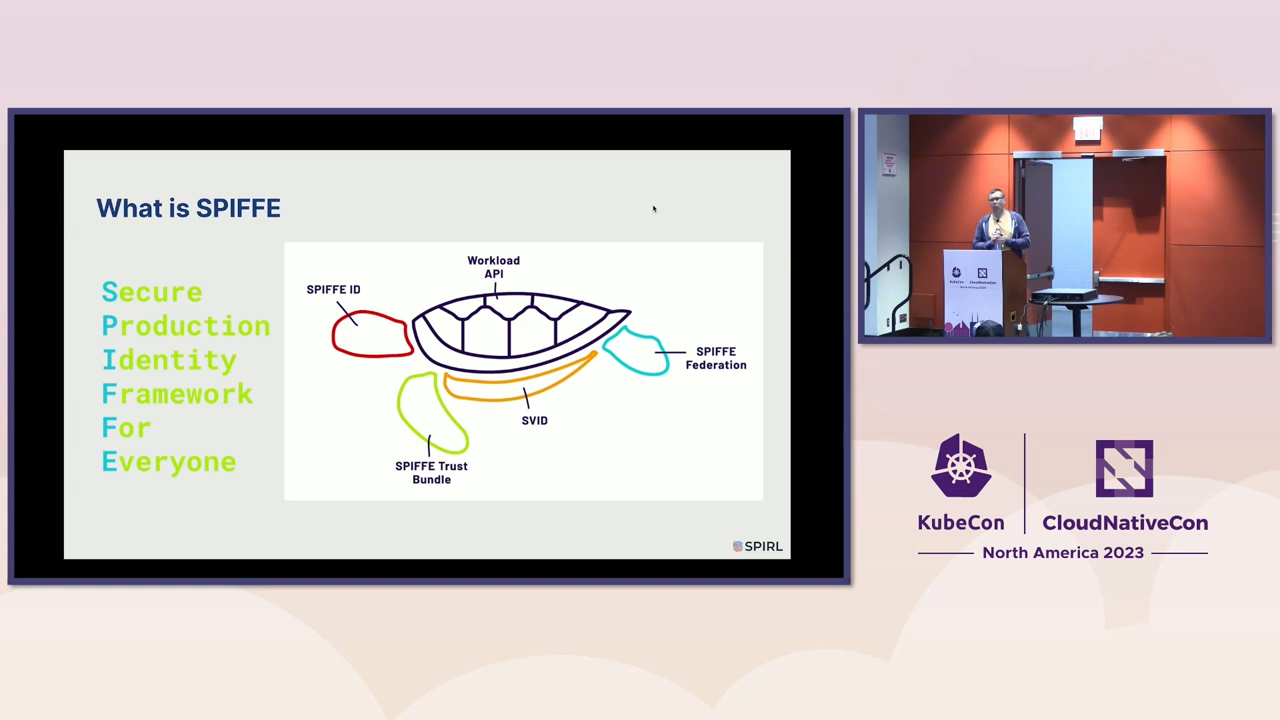 What is SPIFFE
Secure
Production
Identity
Framework
For
Everyone
SPIFFE ID
Workload
API
SPIFFE
Federation
SVID
SPIFFE Trust
Bundle
SPIRL
KubeCon
CloudNativeCon
North America 2023